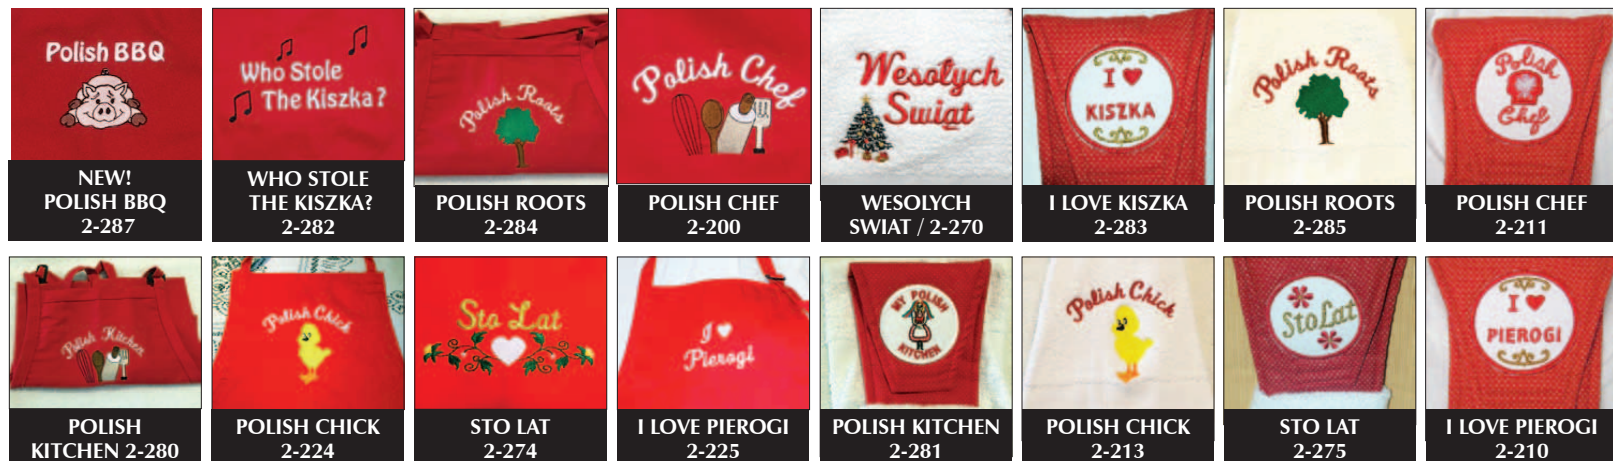 Polish BBQ
NEW!
POLISH BBQ
2-287
Who Stole
The Kiszka?
WHO STOLE
THE KISZKA?
2-282
Polish Roots
POLISH ROOTS
2-284
Polish Chef
POLISH CHEF
2-200
Wesołych
Swiąt
WESOLYCH
SWIAT / 2-270
I ♥
KISZKA
I LOVE KISZKA
2-283
Polish Roots
POLISH ROOTS
2-285
Polish
Chef
POLISH CHEF
2-211
Polish Kitchen
POLISH
KITCHEN 2-280
Polish Chick
POLISH CHICK
2-224
Sto Lat
STO LAT
2-274
I ♥
Pierogi
I LOVE PIEROGI
2-225
MY POLISH
KITCHEN
POLISH KITCHEN
2-281
Polish Chick
POLISH CHICK
2-213
Sto Lat
STO LAT
2-275
I ♥
PIEROGI
I LOVE PIEROGI
2-210